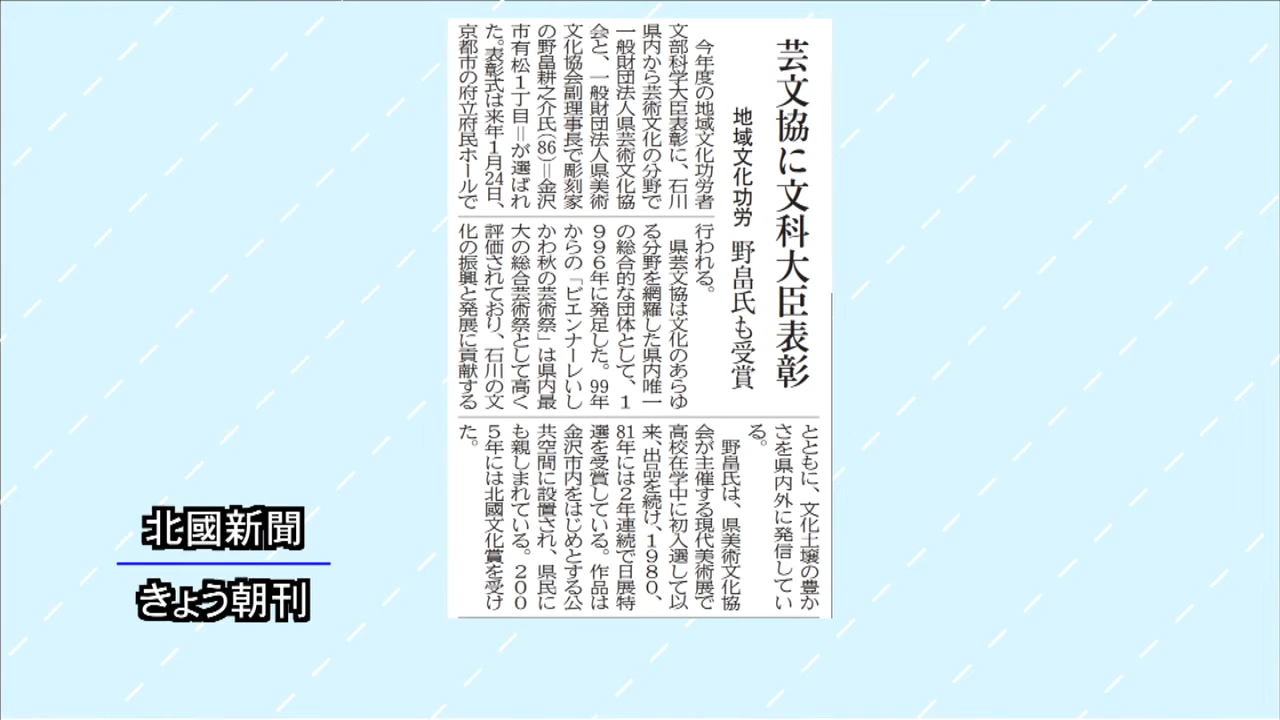 芸文協に文科大臣表彰
地域文化功労 野畠氏も受賞
今年度の地域文化功労者
文部科学大臣表彰に、石川
県内から芸術文化の分野で
一般財団法人県芸術文化協
会と、一般財団法人県美術
文化協会副理事長で彫刻家
の野畠耕之介氏(86)=金沢
市有松1丁目=が選ばれ
た。表彰式は来年1月24日、
京都市の府立府民ホールで
行われる。
県芸文協は文化のあらゆ
る分野を網羅した県内唯一
の総合的な団体として、1
996年に発足した。99年
からの「ビエンナーレいし
かわ秋の芸術祭」は県内最
大の総合芸術祭として高く
評価されており、石川の文
化の振興と発展に貢献する
とともに、文化土壌の豊か
さを県内外に発信してい
る。
野畠氏は、県美術文化協
会が主催する現代美術展で
高校在学中に初入選して以
来、出品を続け、1980、
81年には2年連続で日展特
選を受賞している。作品は
金沢市内をはじめとする公
共空間に設置され、県民に
も親しまれている。200
5年には北國文化賞を受け
た。
北國新聞
きょう朝刊